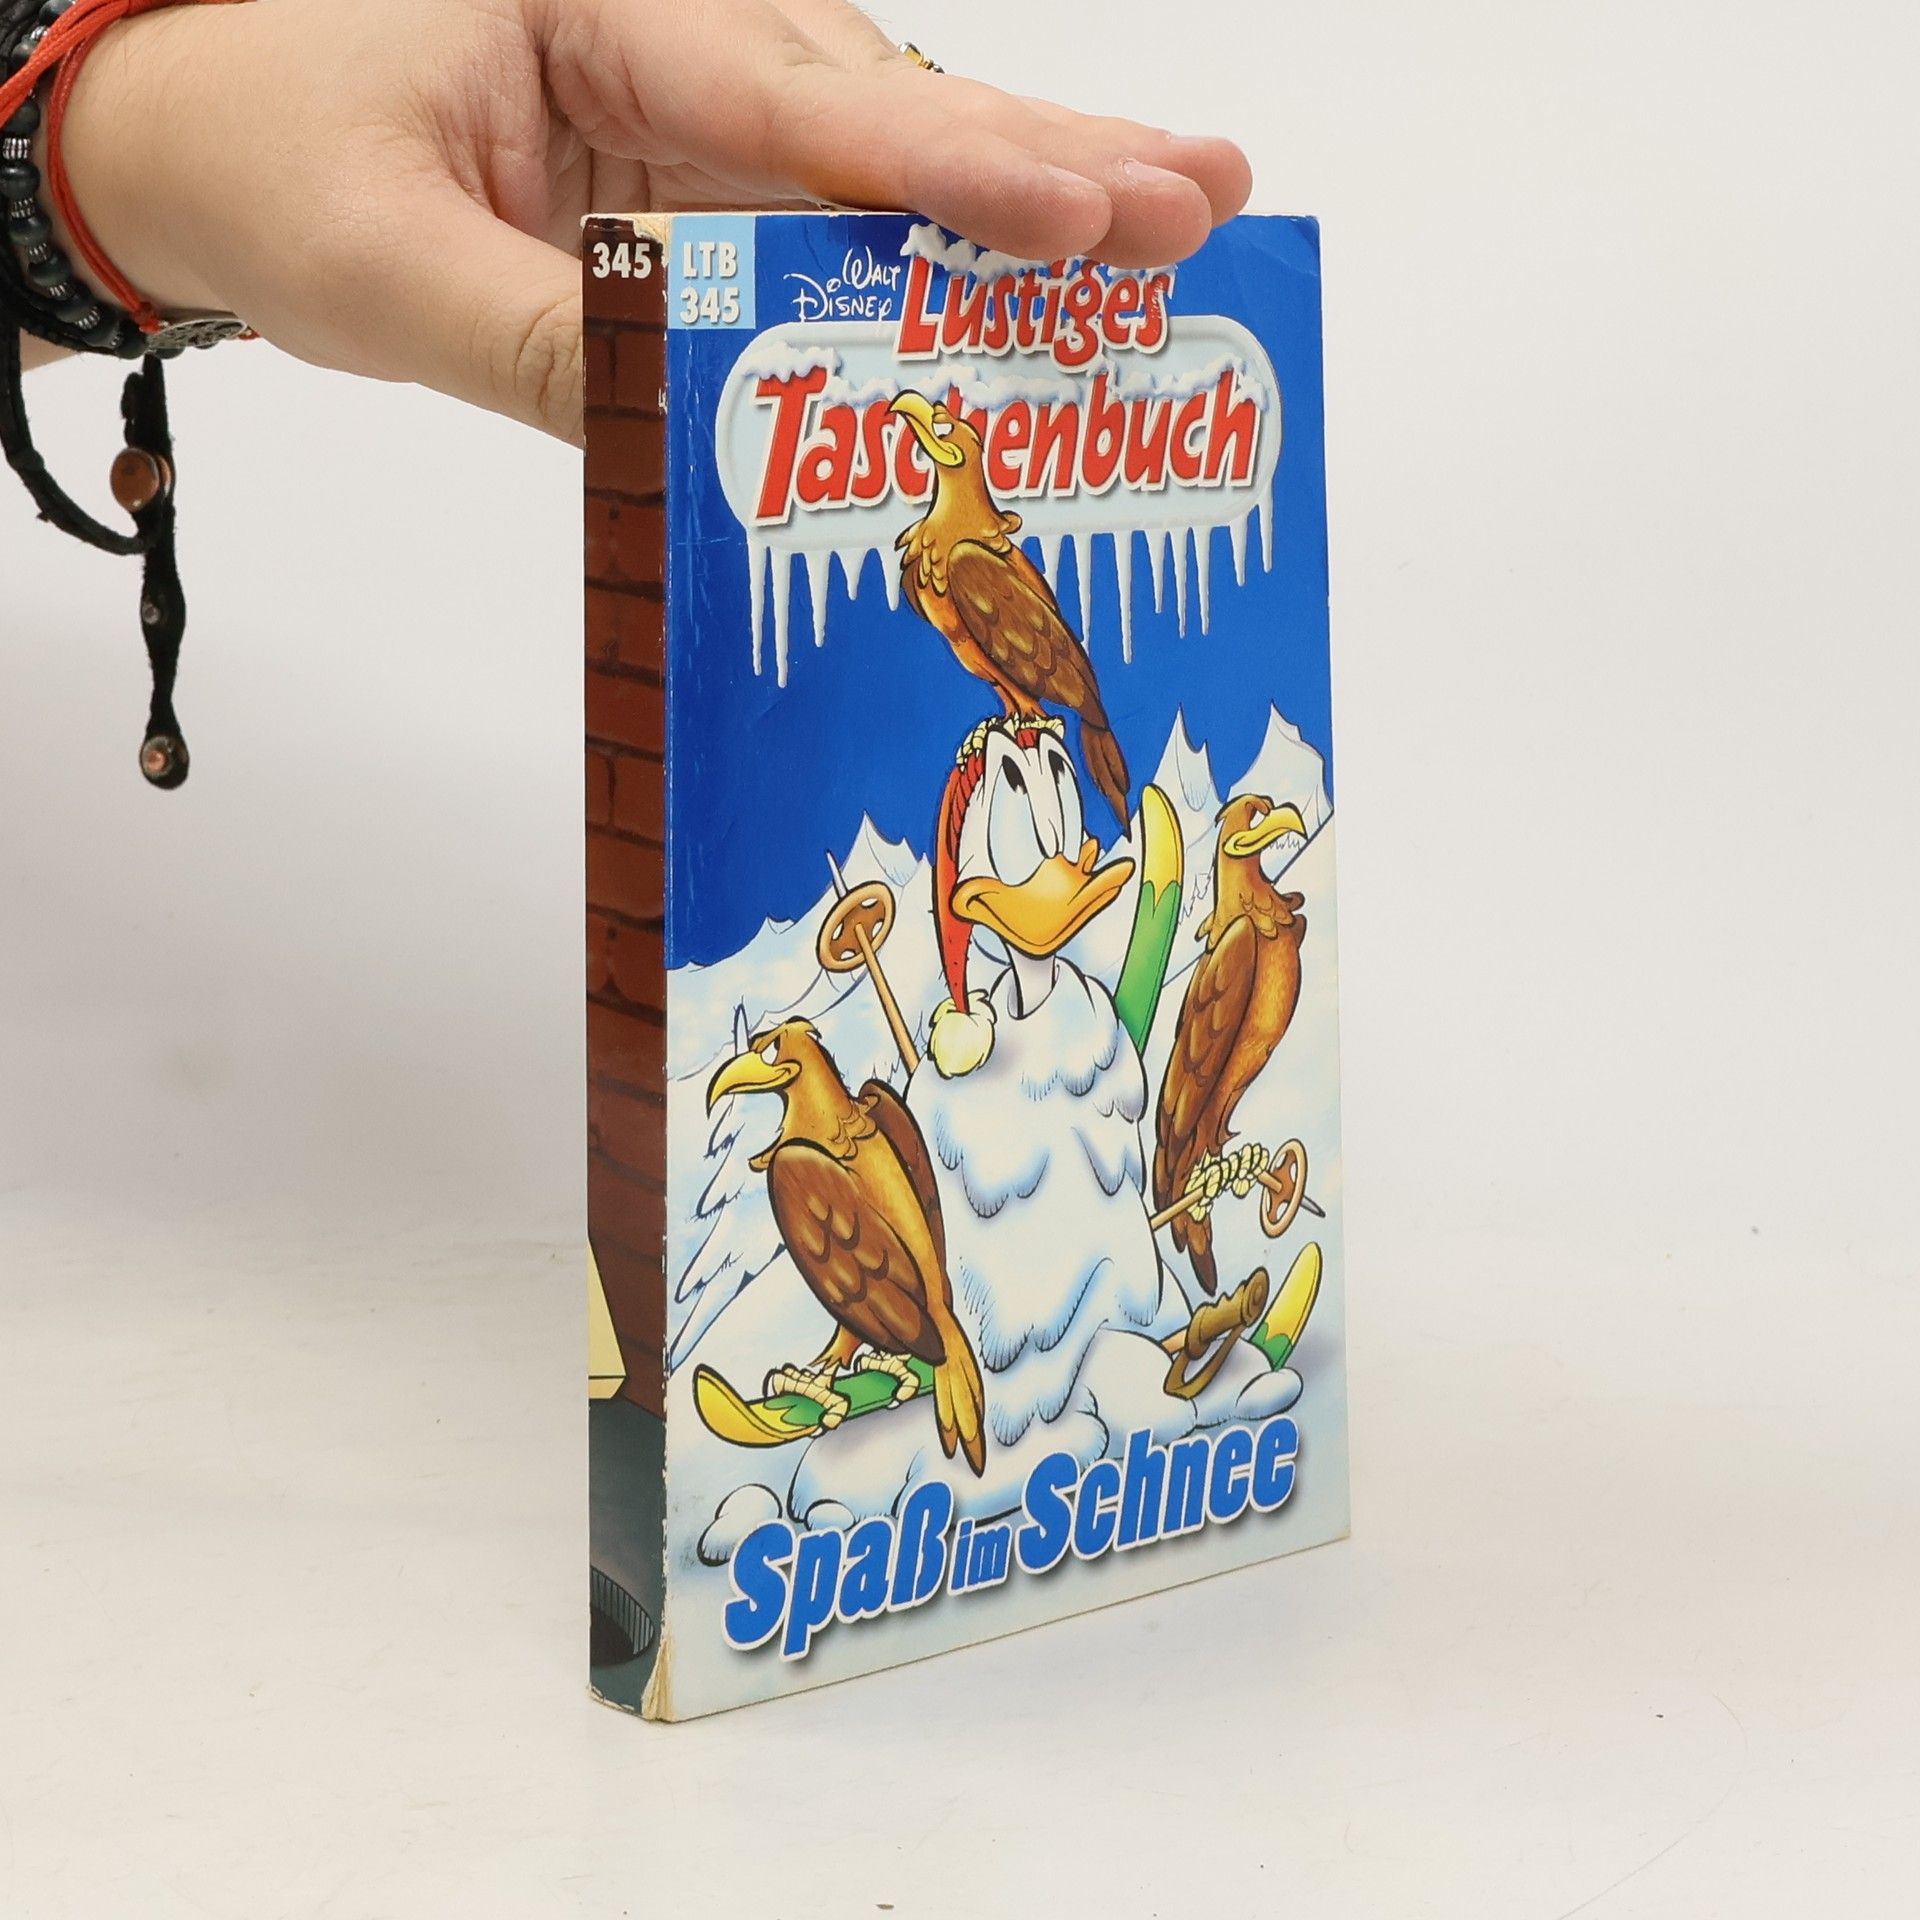 345
LTB
345
Walt
Disney
Lustiges
Taschenbuch
Spaß im Schnee